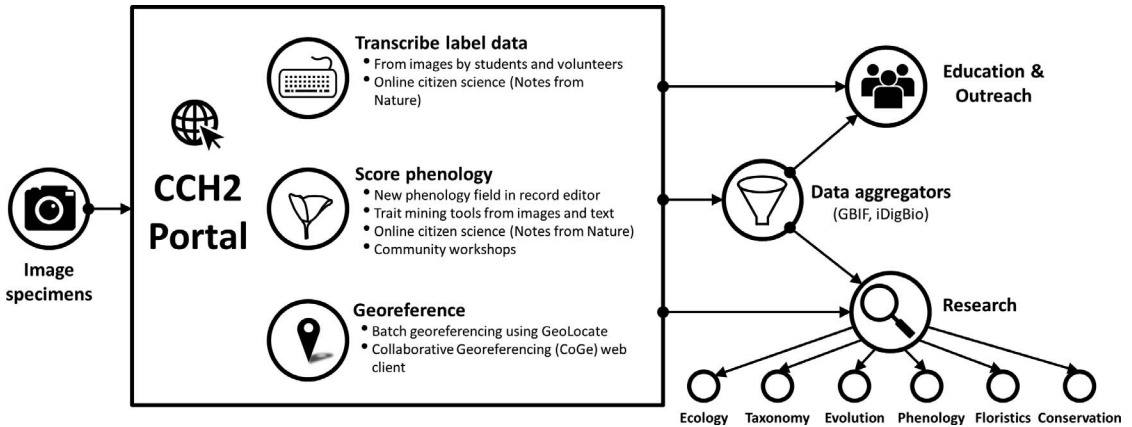 Image
specimens
CCH2
Portal
Transcribe label data
• From images by students and volunteers
• Online citizen science (Notes from
Nature)
Score phenology
• New phenology field in record editor
• Trait mining tools from images and text
• Online citizen science (Notes from Nature)
• Community workshops
Georeference
• Batch georeferencing using GeoLocate
• Collaborative Georeferencing (CoGe) web
client
Education &
Outreach
Data aggregators
(GBIF, iDigBio)
Research
Ecology
Taxonomy
Evolution
Phenology
Floristics
Conservation